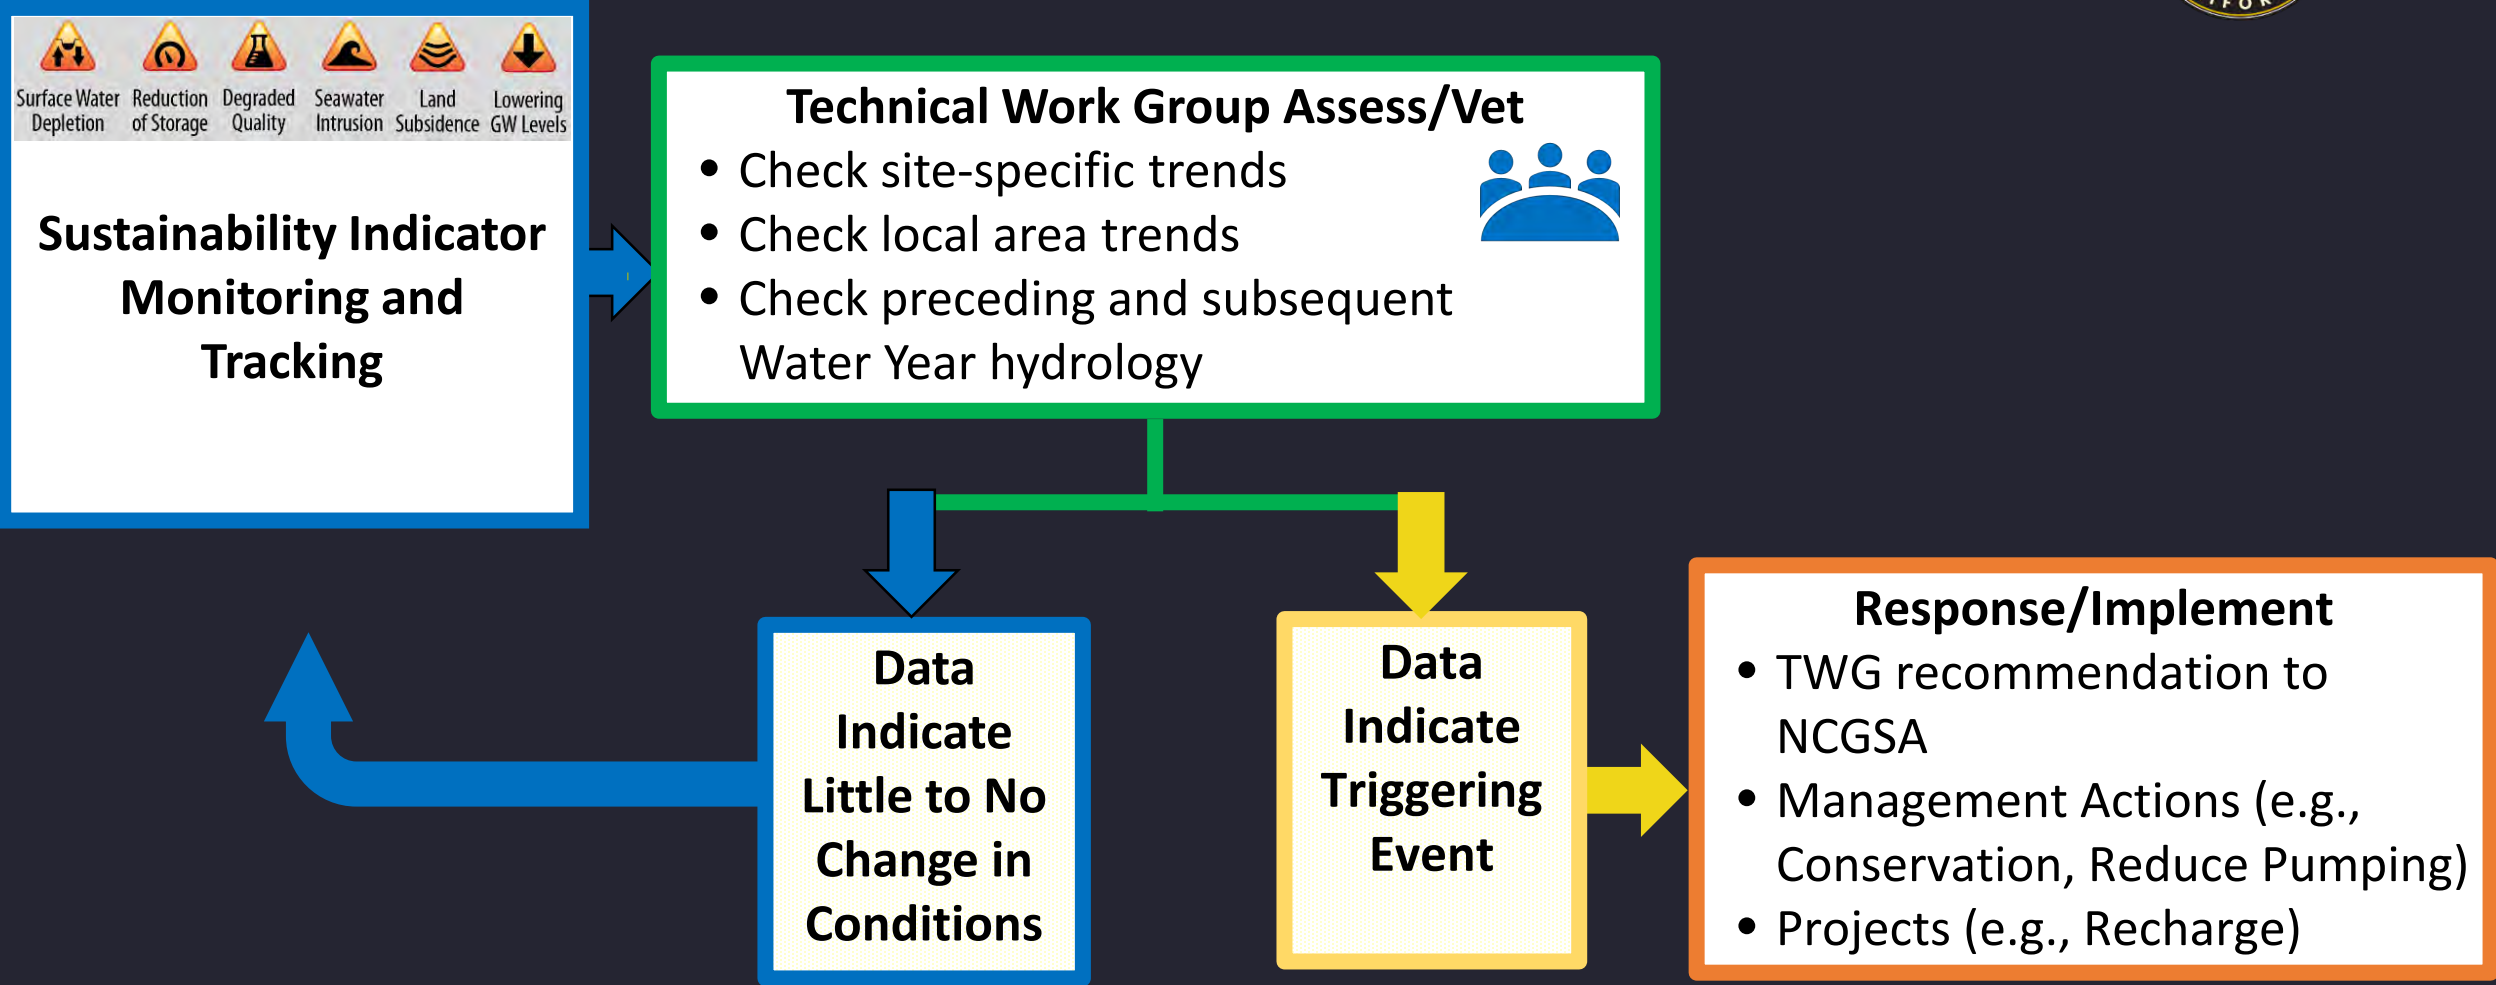 IFOR
Surface Water
Depletion
Reduction
of Storage
Degraded
Quality
Seawater
Intrusion
Land
Subsidence
Lowering
GW Levels
Sustainability Indicator
Monitoring and
Tracking
Technical Work Group Assess/Vet
• Check site-specific trends
• Check local area trends
• Check preceding and subsequent
Water Year hydrology
Data
Indicate
Little to No
Change in
Conditions
Data
Indicate
Triggering
Event
Response/Implement
• TWG recommendation to
NCGSA
• Management Actions (e.g.,
Conservation, Reduce Pumping)
• Projects (e.g., Recharge)